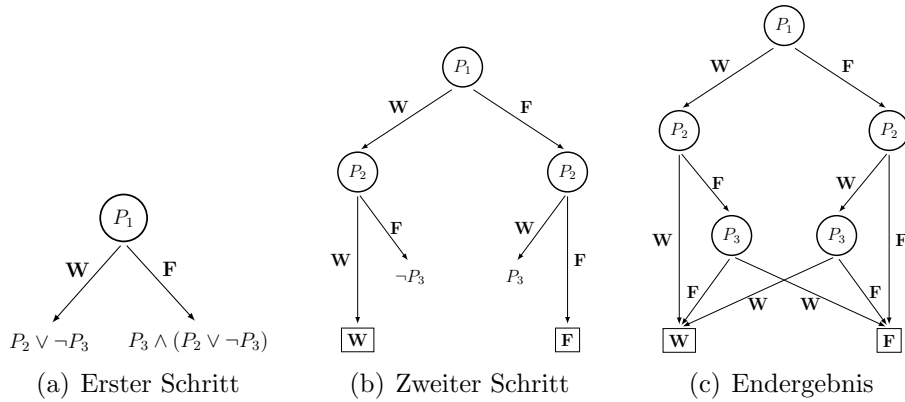 P₁
W F
P₂ ∨ ¬P₃ P₃ ∧ (P₂ ∨ ¬P₃)
(a) Erster Schritt
P₁
W F
P₂ P₂
W F W F
¬P₃ P₃
W F
(b) Zweiter Schritt
P₁
W F
P₂ P₂
F W
W P₃ P₃ F
F W W F
W F
(c) Endergebnis